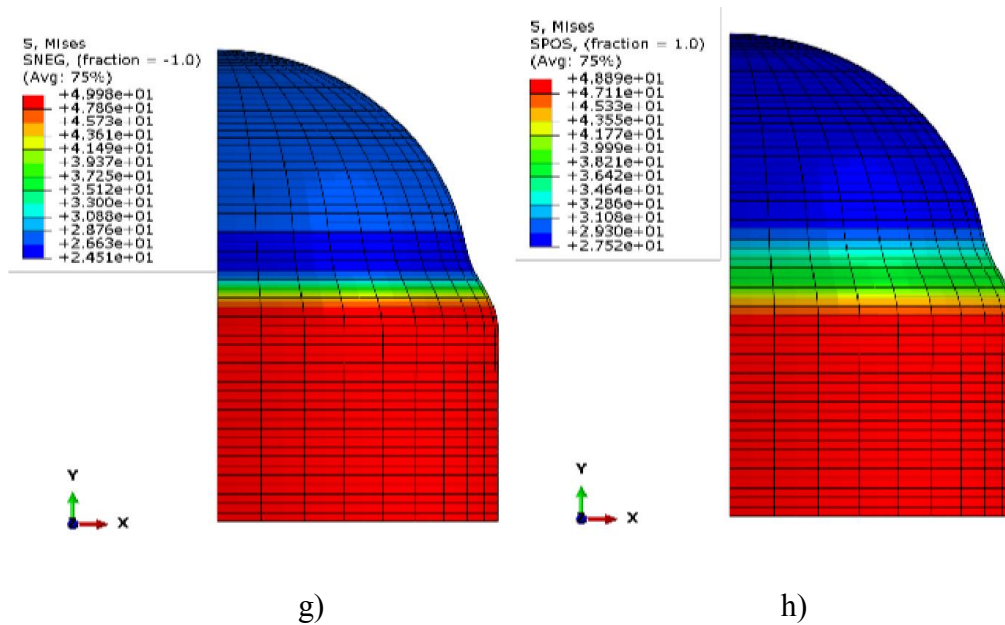 S, Mises
SNEG, (fraction = -1.0)
(Avg: 75%)
+4.998e+01
+4.786e+01
+4.573e+01
+4.361e+01
+4.149e+01
+3.937e+01
+3.725e+01
+3.512e+01
+3.300e+01
+3.088e+01
+2.876e+01
+2.663e+01
+2.451e+01
Y
X
g)
S, Mises
SPOS, (fraction = 1.0)
(Avg: 75%)
+4.889e+01
+4.711e+01
+4.533e+01
+4.355e+01
+4.177e+01
+3.999e+01
+3.821e+01
+3.642e+01
+3.464e+01
+3.286e+01
+3.108e+01
+2.930e+01
+2.752e+01
Y
X
h)